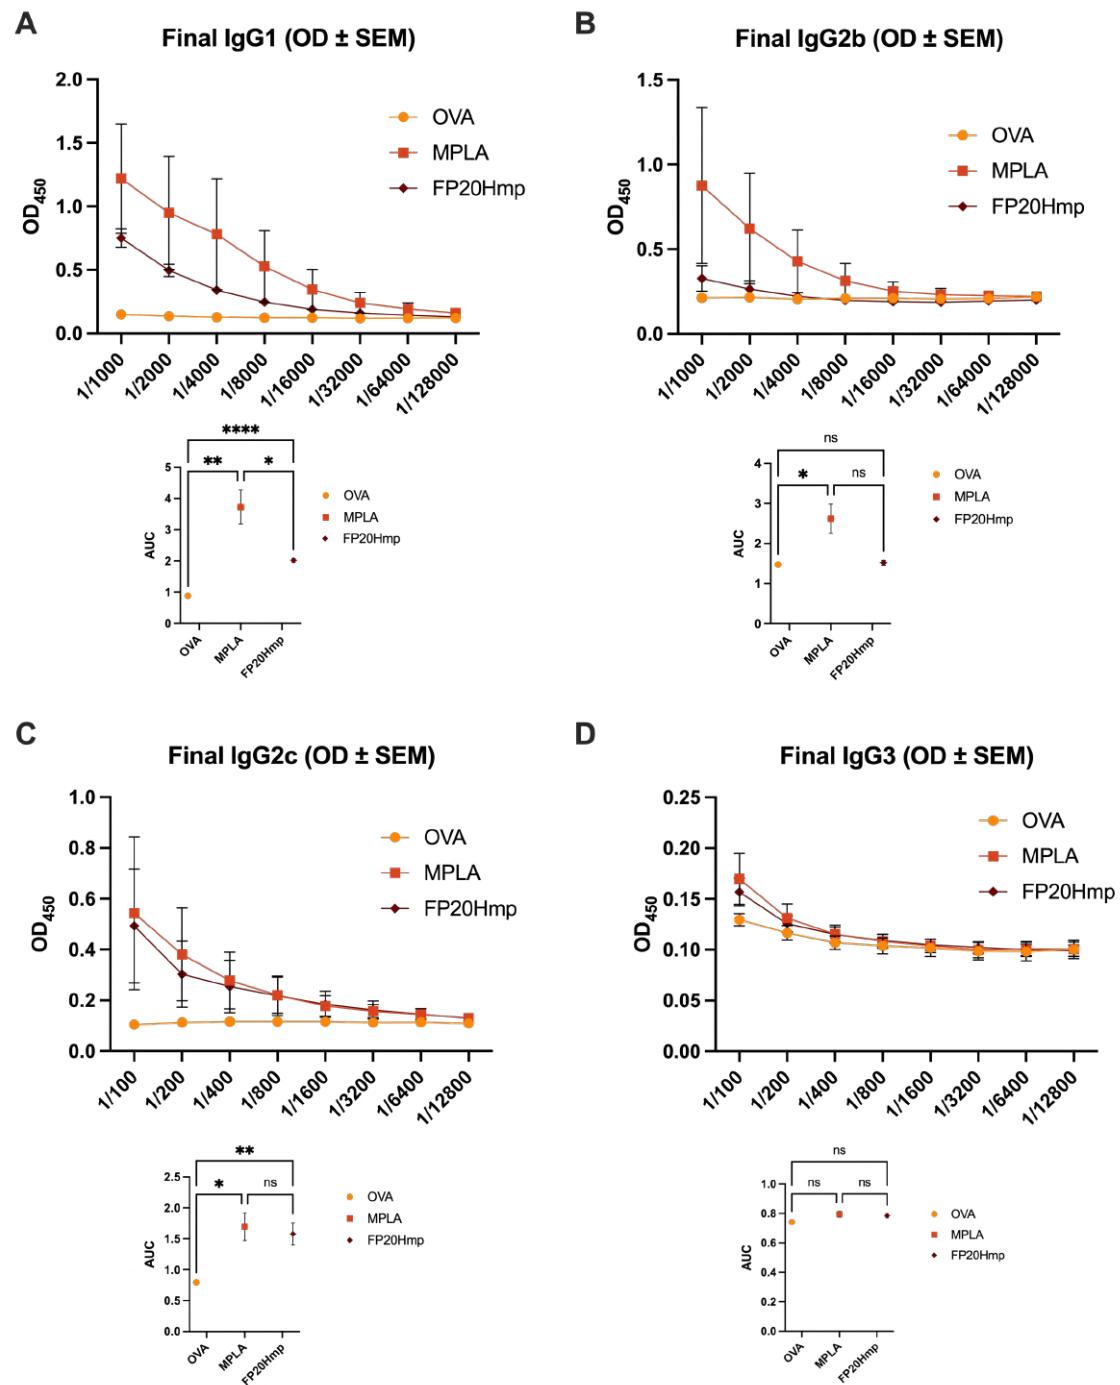 A
Final IgG1 (OD ± SEM)
OD450
2.0
1.5
1.0
0.5
0.0
OVA
MPLA
FP20Hmp
1/1000
1/2000
1/4000
1/8000
1/16000
1/32000
1/64000
1/128000
****
** *
AUC
5
4
3
2
1
0
OVA
MPLA
FP20Hmp
OVA
MPLA
FP20Hmp
B
Final IgG2b (OD ± SEM)
OD450
1.5
1.0
0.5
0.0
OVA
MPLA
FP20Hmp
1/1000
1/2000
1/4000
1/8000
1/16000
1/32000
1/64000
1/128000
ns
* ns
AUC
4
3
2
1
0
OVA
MPLA
FP20Hmp
OVA
MPLA
FP20Hmp
C
Final IgG2c (OD ± SEM)
OD450
1.0
0.8
0.6
0.4
0.2
0.0
OVA
MPLA
FP20Hmp
1/100
1/200
1/400
1/800
1/1600
1/3200
1/6400
1/12800
**
* ns
AUC
2.5
2.0
1.5
1.0
0.5
0.0
OVA
MPLA
FP20Hmp
OVA
MPLA
FP20Hmp
D
Final IgG3 (OD ± SEM)
OD450
0.25
0.20
0.15
0.10
0.05
0.00
OVA
MPLA
FP20Hmp
1/100
1/200
1/400
1/800
1/1600
1/3200
1/6400
1/12800
ns
ns ns
AUC
1.0
0.8
0.6
0.4
0.2
0.0
OVA
MPLA
FP20Hmp
OVA
MPLA
FP20Hmp